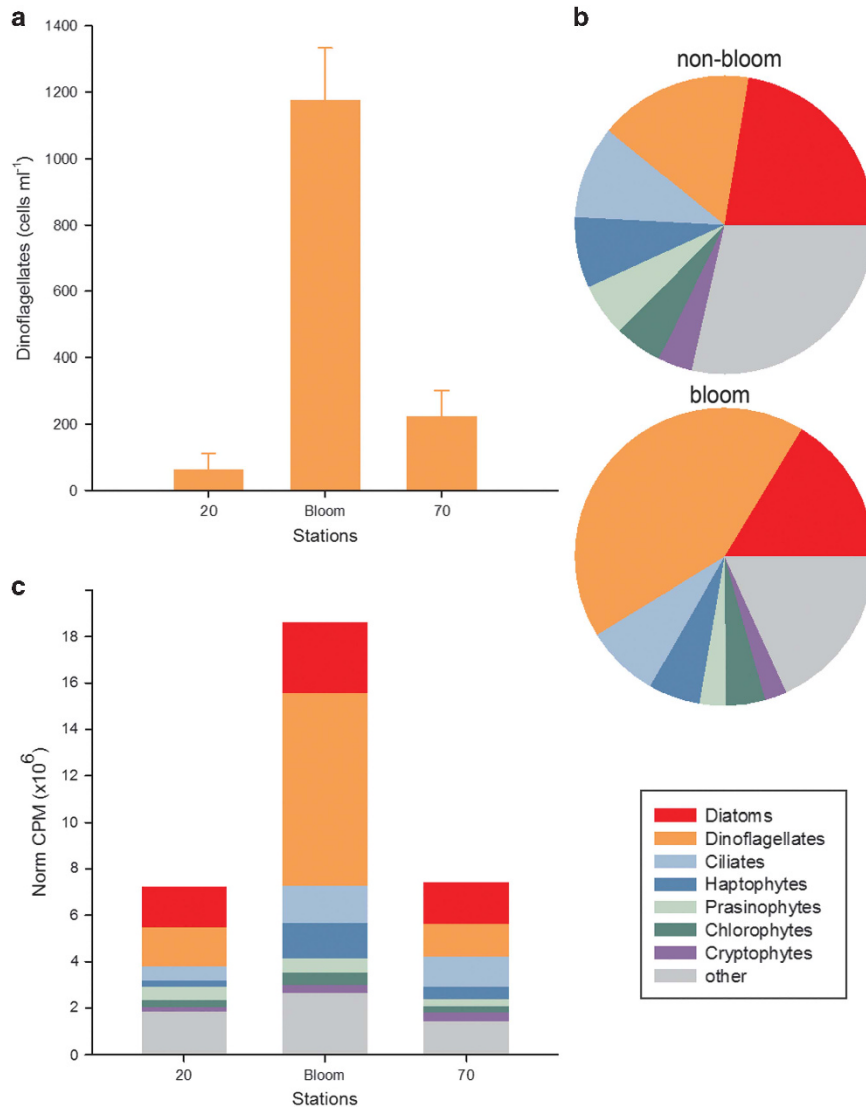 a
1400
1200
1000
800
600
400
200
0
Dinoflagellates (cells ml⁻¹)
20
Bloom
70
Stations
b
non-bloom
bloom
c
18
16
14
12
10
8
6
4
2
0
Norm CPM (x10⁶)
20
Bloom
70
Stations
Diatoms
Dinoflagellates
Ciliates
Haptophytes
Prasinophytes
Chlorophytes
Cryptophytes
other